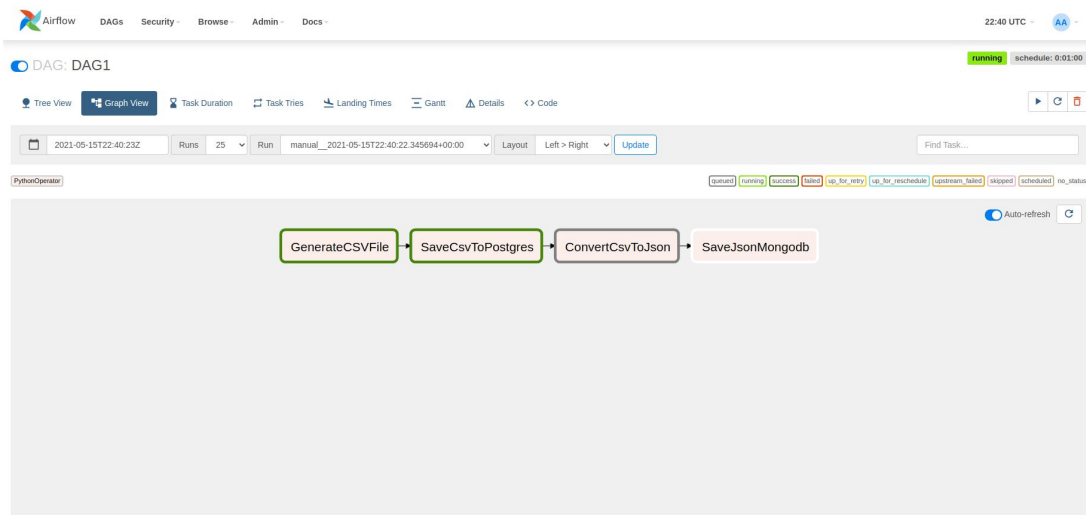 Airflow DAGs Security Browse Admin Docs 22:40 UTC AA
DAG: DAG1 running schedule: 0:01:00
Tree View Graph View Task Duration Task Tries Landing Times Gantt Details <> Code
2021-05-15T22:40:23Z Runs 25 Run manual__2021-05-15T22:40:22.345694+00:00 Layout Left > Right Update Find Task…
PythonOperator queued running success failed up_for_retry up_for_reschedule upstream_failed skipped scheduled no_status
Auto-refresh
GenerateCSVFile SaveCsvToPostgres ConvertCsvToJson SaveJsonMongodb